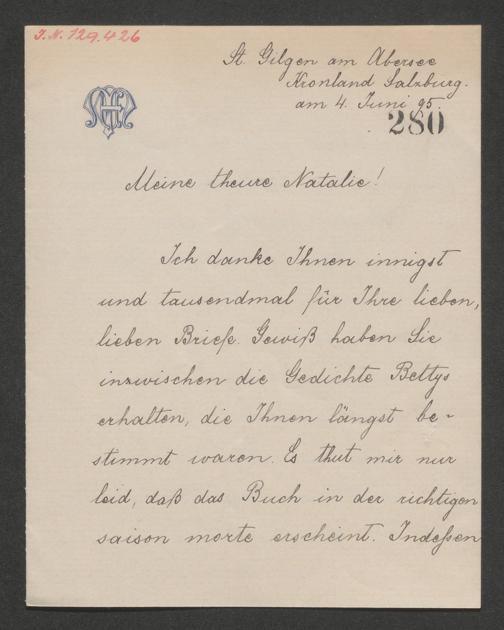 I.N. 129.426
St. Gilgen am Abersee
Kronland Salzburg.
am 4. Juni 95.
280
Meine theure Natalie!
Ich danke Ihnen innigst
und tausendmal für Ihre lieben,
lieben Briefe. Gewiß haben Sie
inzwischen die Gedichte Bettys
erhalten, die Ihnen längst be-
stimmt waren. Es thut mir nur
leid, daß das Buch in der richtigen
saison morte erscheint. Indeßen